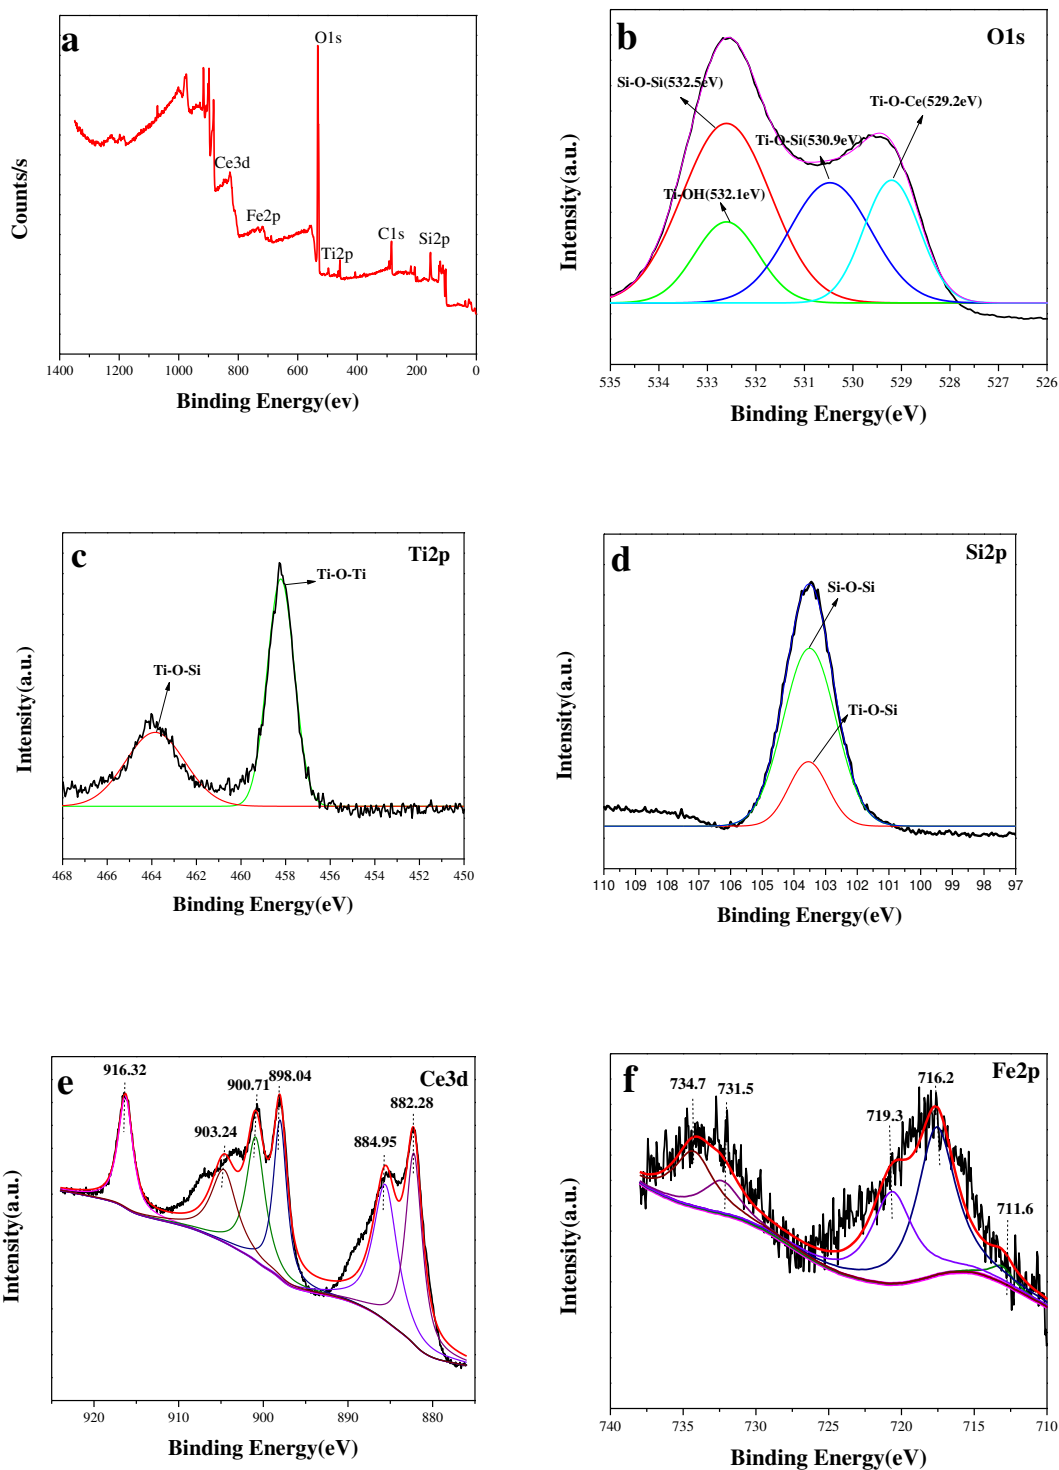 a
O1s
Ce3d
Fe2p
Ti2p
C1s
Si2p
Counts/s
1400 1200 1000 800 600 400 200 0
Binding Energy(ev)
b
O1s
Si-O-Si(532.5eV)
Ti-O-Ce(529.2eV)
Ti-O-Si(530.9eV)
Ti-OH(532.1eV)
Intensity(a.u.)
535 534 533 532 531 530 529 528 527 526
Binding Energy(eV)
c
Ti2p
Ti-O-Ti
Ti-O-Si
Intensity(a.u.)
468 466 464 462 460 458 456 454 452 450
Binding Energy(eV)
d
Si2p
Si-O-Si
Ti-O-Si
Intensity(a.u.)
110 109 108 107 106 105 104 103 102 101 100 99 98 97
Binding Energy(eV)
e
Ce3d
916.32
903.24
900.71
898.04
884.95
882.28
Intensity(a.u.)
920 910 900 890 880
Binding Energy(eV)
f
Fe2p
734.7
731.5
719.3
716.2
711.6
Intensity(a.u.)
740 735 730 725 720 715 710
Binding Energy(eV)